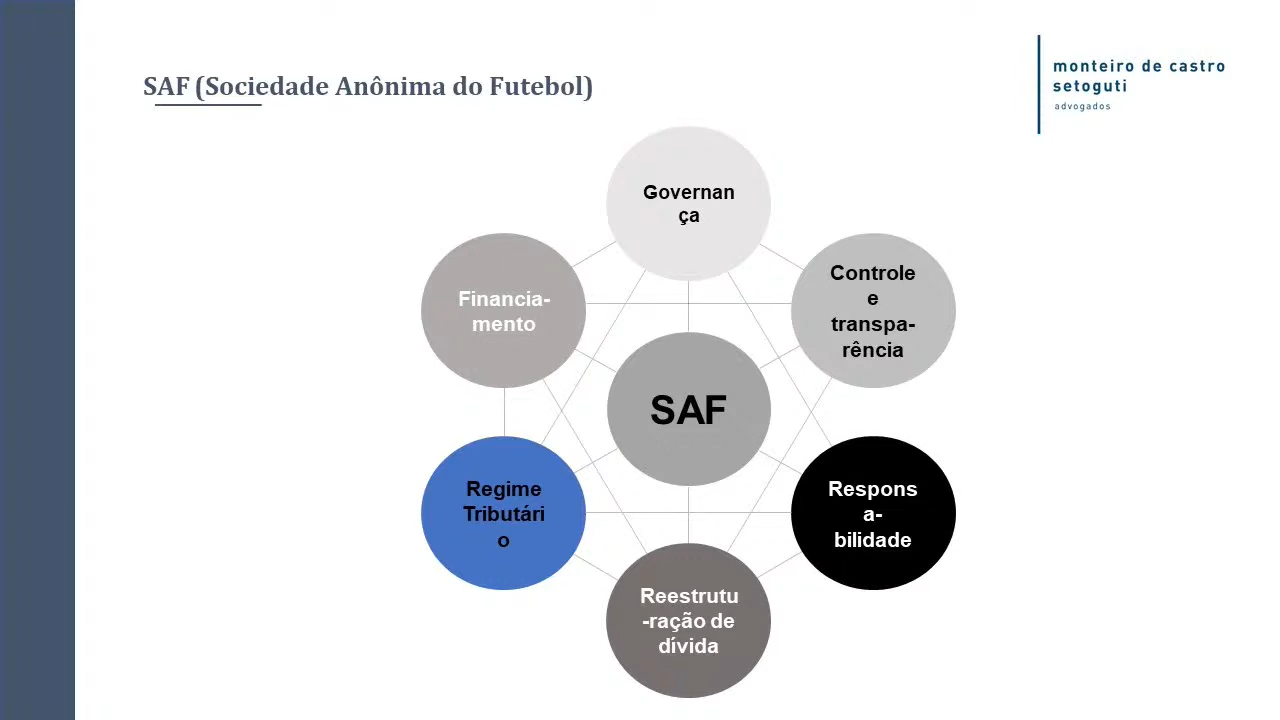 SAF (Sociedade Anônima do Futebol)
monteiro de castro
setoguti
advogados
Governan
ça
Financia-
mento
Controle
e
transpa-
rência
SAF
Regime
Tributári
o
Respons
a-
bilidade
Reestrutu
-ração de
dívida